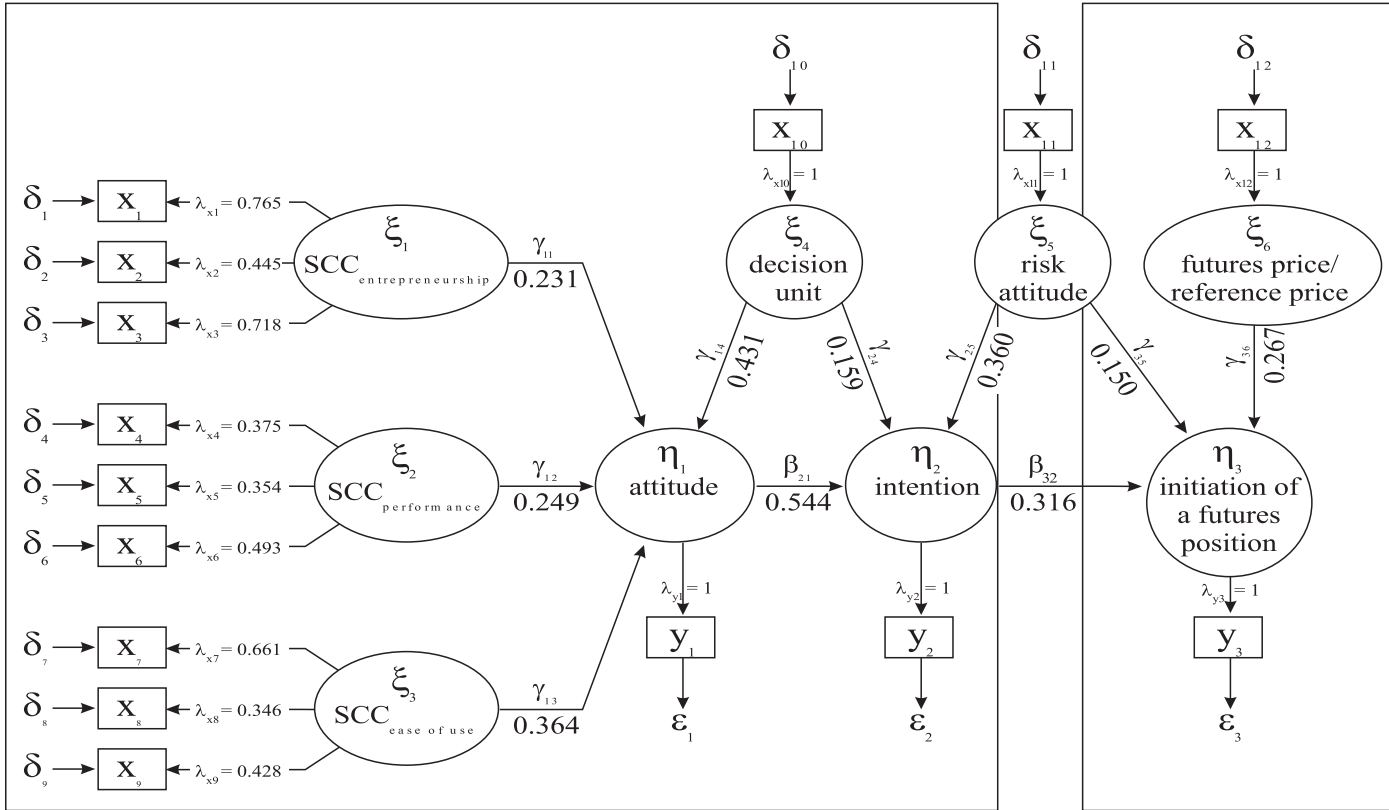 δ₁₀
δ₁₁
δ₁₂
x₁₀
x₁₁
x₁₂
λₓ₁₀ = 1
λₓ₁₁ = 1
λₓ₁₂ = 1
δ₁ x₁ λₓ₁ = 0.765
δ₂ x₂ λₓ₂ = 0.445
δ₃ x₃ λₓ₃ = 0.718
ξ₁
SCC entrepreneurship
γ₁₁
0.231
ξ₄
decision
unit
ξ₅
risk
attitude
ξ₆
futures price/
reference price
γ₁₄
0.431
γ₂₄
0.159
γ₂₅
0.360
γ₃₅
0.150
γ₃₆
0.267
δ₄ x₄ λₓ₄ = 0.375
δ₅ x₅ λₓ₅ = 0.354
δ₆ x₆ λₓ₆ = 0.493
ξ₂
SCC performance
γ₁₂
0.249
η₁
attitude
β₂₁
0.544
η₂
intention
β₃₂
0.316
η₃
initiation of
a futures
position
λy₁ = 1
λy₂ = 1
λy₃ = 1
y₁
y₂
y₃
ε₁
ε₂
ε₃
δ₇ x₇ λₓ₇ = 0.661
δ₈ x₈ λₓ₈ = 0.346
δ₉ x₉ λₓ₉ = 0.428
ξ₃
SCC ease of use
γ₁₃
0.364